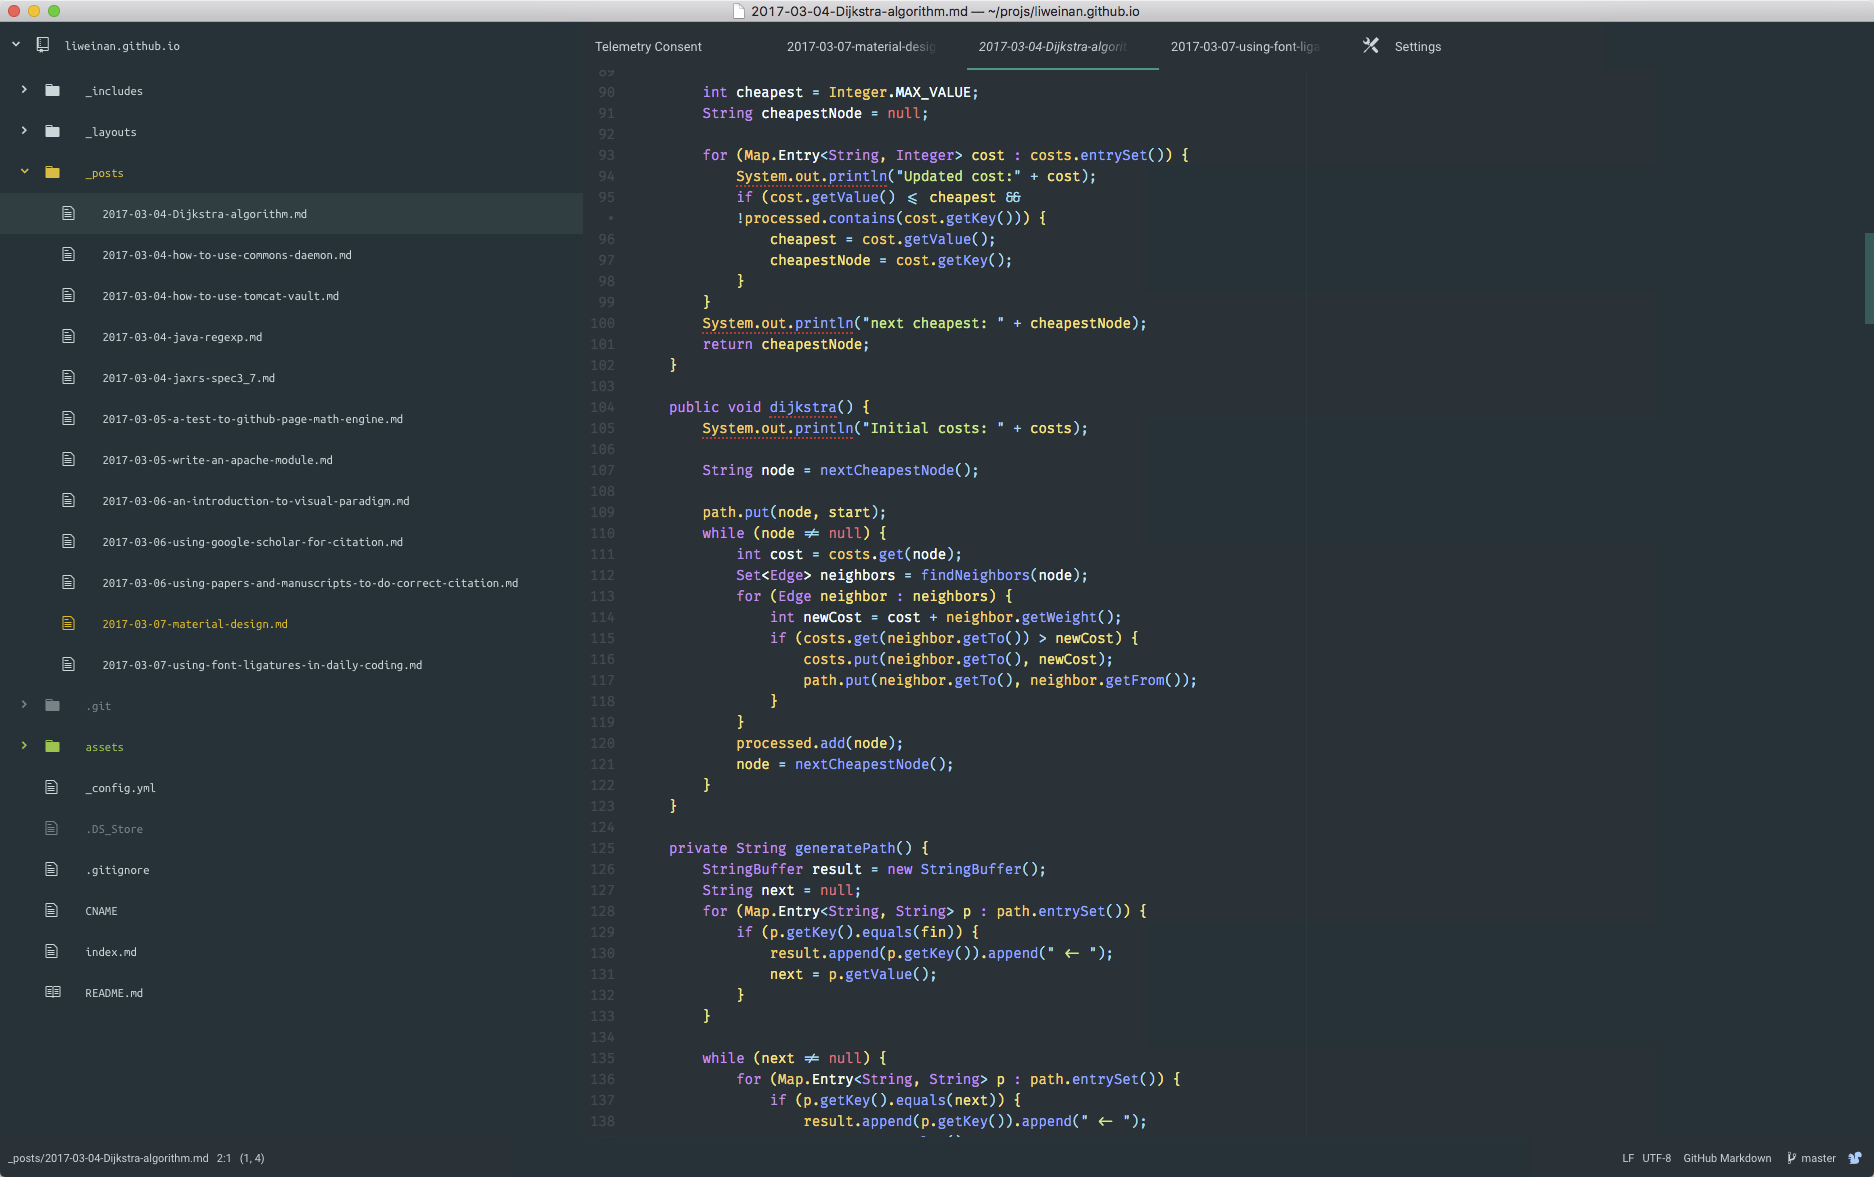 2017-03-04-Dijkstra-algorithm.md — ~/projs/liweinan.github.io
liweinan.github.io
_includes
_layouts
_posts
2017-03-04-Dijkstra-algorithm.md
2017-03-04-how-to-use-commons-daemon.md
2017-03-04-how-to-use-tomcat-vault.md
2017-03-04-java-regexp.md
2017-03-04-jaxrs-spec3_7.md
2017-03-05-a-test-to-github-page-math-engine.md
2017-03-05-write-an-apache-module.md
2017-03-06-an-introduction-to-visual-paradigm.md
2017-03-06-using-google-scholar-for-citation.md
2017-03-06-using-papers-and-manuscripts-to-do-correct-citation.md
2017-03-07-material-design.md
2017-03-07-using-font-ligatures-in-daily-coding.md
.git
assets
_config.yml
.DS_Store
.gitignore
CNAME
index.md
README.md
Telemetry Consent 2017-03-07-material-desig 2017-03-04-Dijkstra-algorit 2017-03-07-using-font-liga Settings
89
90 int cheapest = Integer.MAX_VALUE;
91 String cheapestNode = null;
92
93 for (Map.Entry<String, Integer> cost : costs.entrySet()) {
94 System.out.println("Updated cost:" + cost);
95 if (cost.getValue() ⩽ cheapest &&
• !processed.contains(cost.getKey())) {
96 cheapest = cost.getValue();
97 cheapestNode = cost.getKey();
98 }
99 }
100 System.out.println("next cheapest: " + cheapestNode);
101 return cheapestNode;
102 }
103
104 public void dijkstra() {
105 System.out.println("Initial costs: " + costs);
106
107 String node = nextCheapestNode();
108
109 path.put(node, start);
110 while (node ≠ null) {
111 int cost = costs.get(node);
112 Set<Edge> neighbors = findNeighbors(node);
113 for (Edge neighbor : neighbors) {
114 int newCost = cost + neighbor.getWeight();
115 if (costs.get(neighbor.getTo()) > newCost) {
116 costs.put(neighbor.getTo(), newCost);
117 path.put(neighbor.getTo(), neighbor.getFrom());
118 }
119 }
120 processed.add(node);
121 node = nextCheapestNode();
122 }
123 }
124
125 private String generatePath() {
126 StringBuffer result = new StringBuffer();
127 String next = null;
128 for (Map.Entry<String, String> p : path.entrySet()) {
129 if (p.getKey().equals(fin)) {
130 result.append(p.getKey()).append(" ← ");
131 next = p.getValue();
132 }
133 }
134
135 while (next ≠ null) {
136 for (Map.Entry<String, String> p : path.entrySet()) {
137 if (p.getKey().equals(next)) {
138 result.append(p.getKey()).append(" ← ");
_posts/2017-03-04-Dijkstra-algorithm.md 2:1 (1, 4) LF UTF-8 GitHub Markdown master